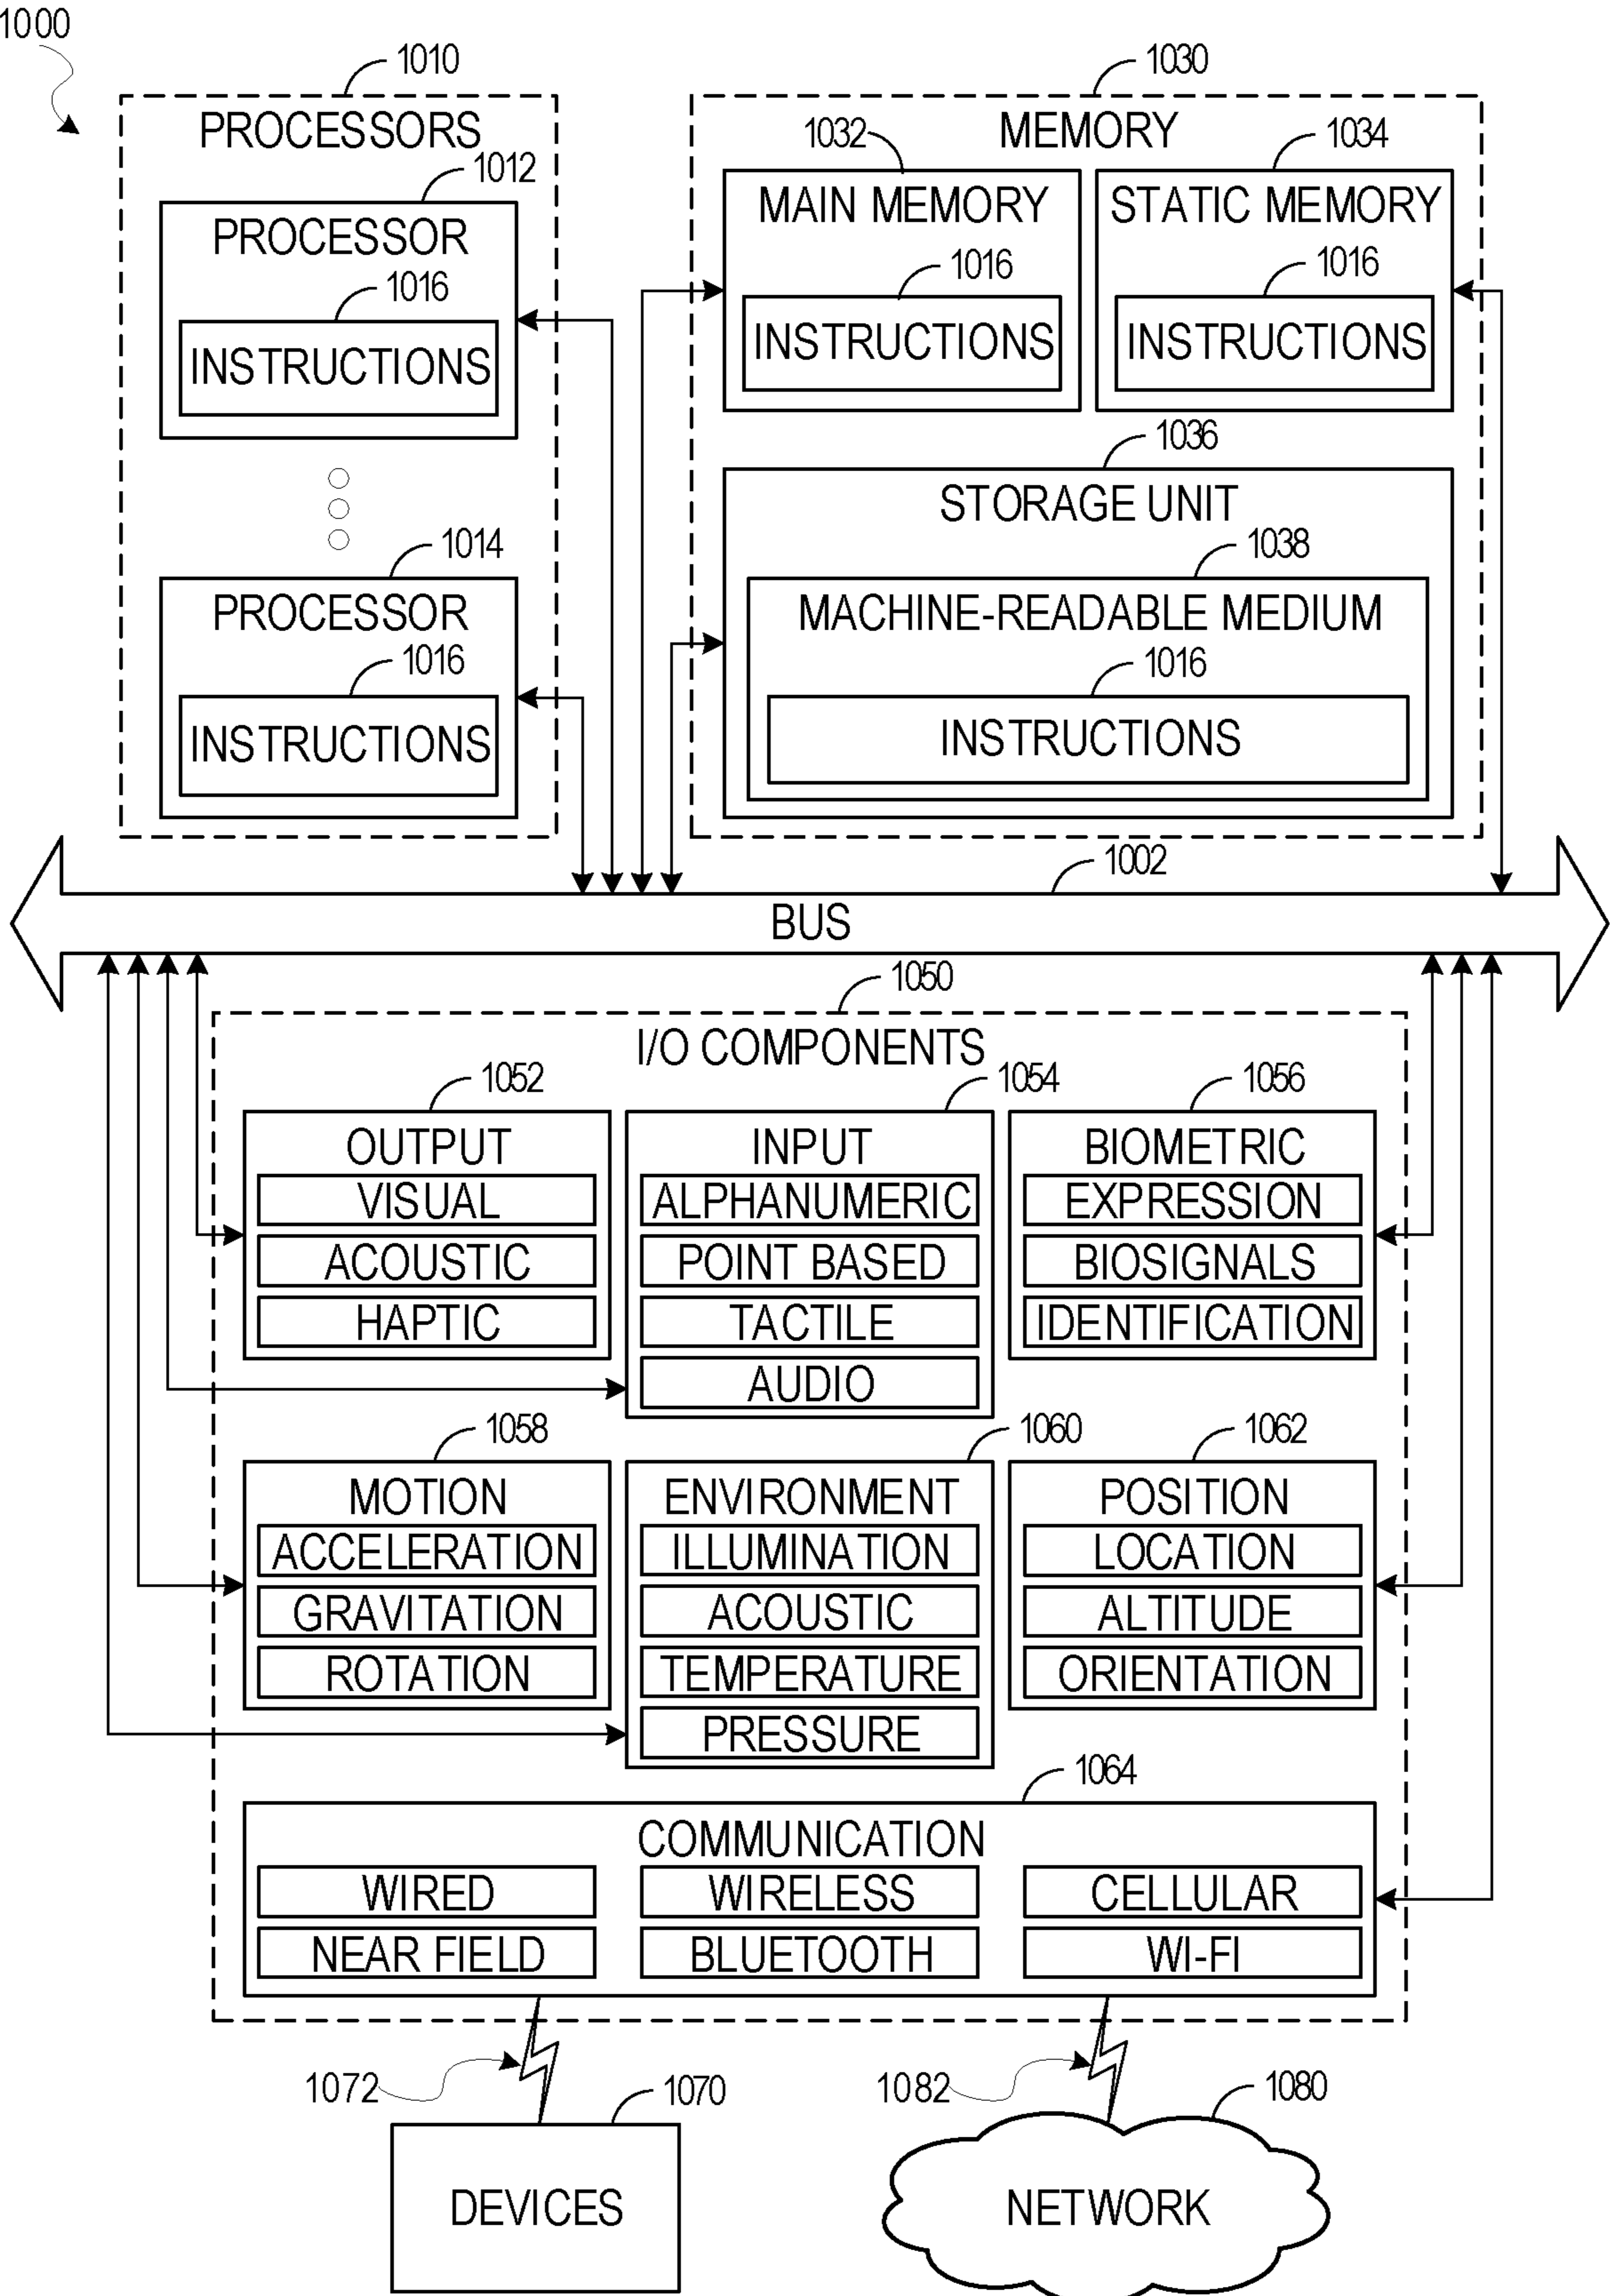 1000
1010
PROCESSORS
1012
PROCESSOR
1016
INSTRUCTIONS
1014
PROCESSOR
1016
INSTRUCTIONS
1030
MEMORY
1032
MAIN MEMORY
1016
INSTRUCTIONS
1034
STATIC MEMORY
1016
INSTRUCTIONS
1036
STORAGE UNIT
1038
MACHINE-READABLE MEDIUM
1016
INSTRUCTIONS
1002
BUS
1050
I/O COMPONENTS
1052
OUTPUT
VISUAL
ACOUSTIC
HAPTIC
1054
INPUT
ALPHANUMERIC
POINT BASED
TACTILE
AUDIO
1056
BIOMETRIC
EXPRESSION
BIOSIGNALS
IDENTIFICATION
1058
MOTION
ACCELERATION
GRAVITATION
ROTATION
1060
ENVIRONMENT
ILLUMINATION
ACOUSTIC
TEMPERATURE
PRESSURE
1062
POSITION
LOCATION
ALTITUDE
ORIENTATION
1064
COMMUNICATION
WIRED
WIRELESS
CELLULAR
NEAR FIELD
BLUETOOTH
WI-FI
1072
1070
DEVICES
1082
1080
NETWORK